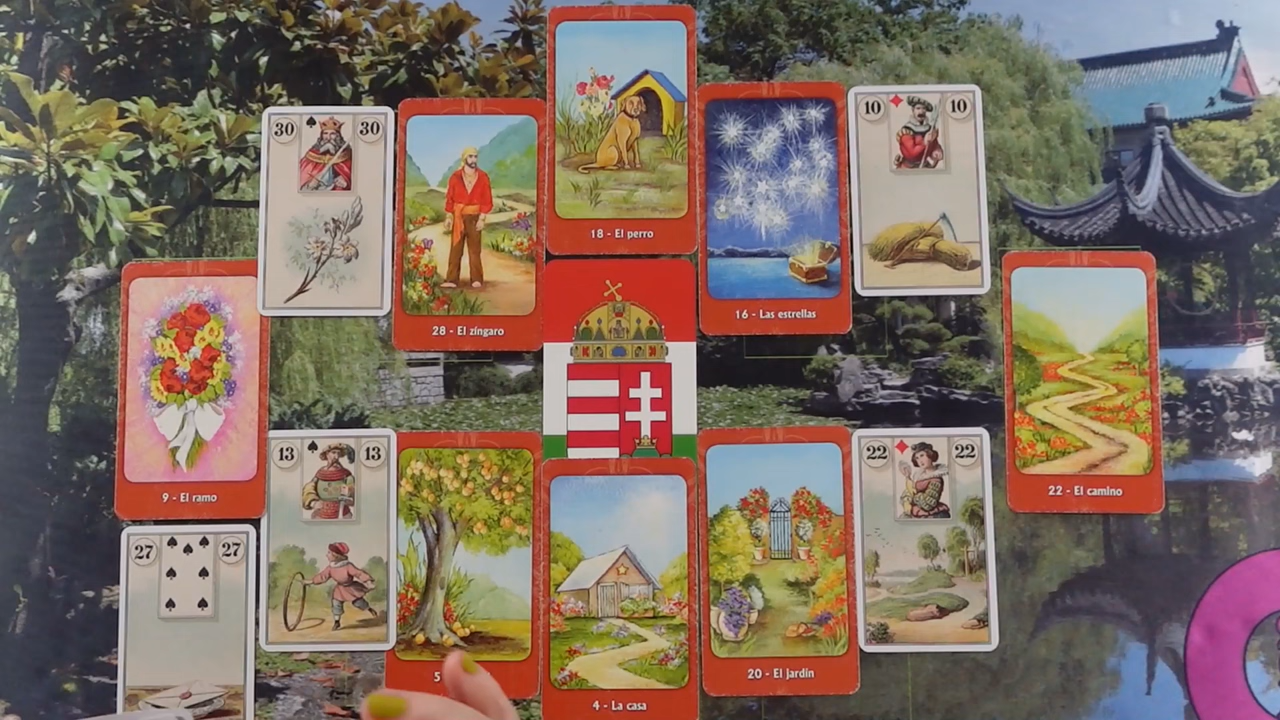 18 - El perro
30 30
28 - El zíngaro
16 - Las estrellas
10 10
9 - El ramo
22 - El camino
27 27
13 13
5
4 - La casa
20 - El jardín
22 22